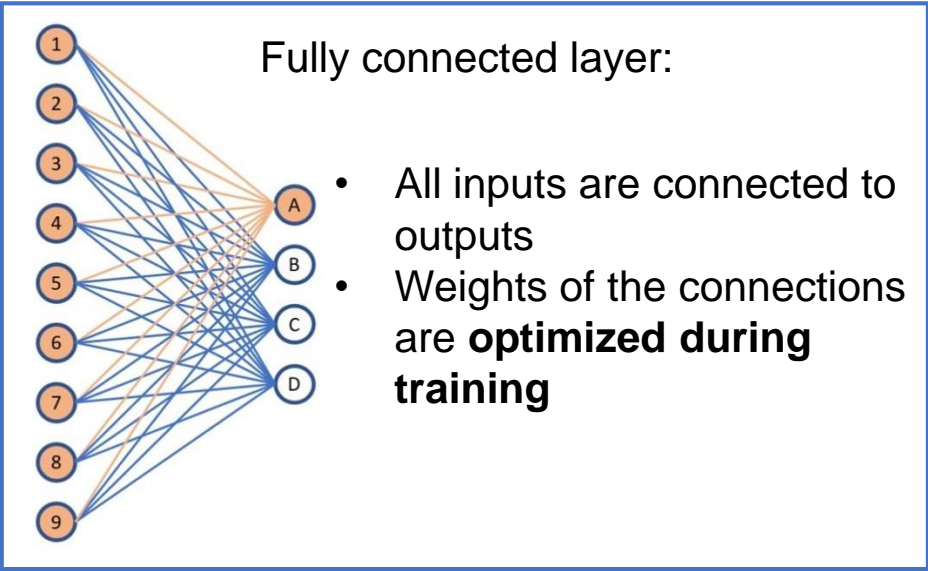 Fully connected layer:
1
2
3
4
5
6
7
8
9
A
B
C
D
• All inputs are connected to
outputs
• Weights of the connections
are optimized during
training